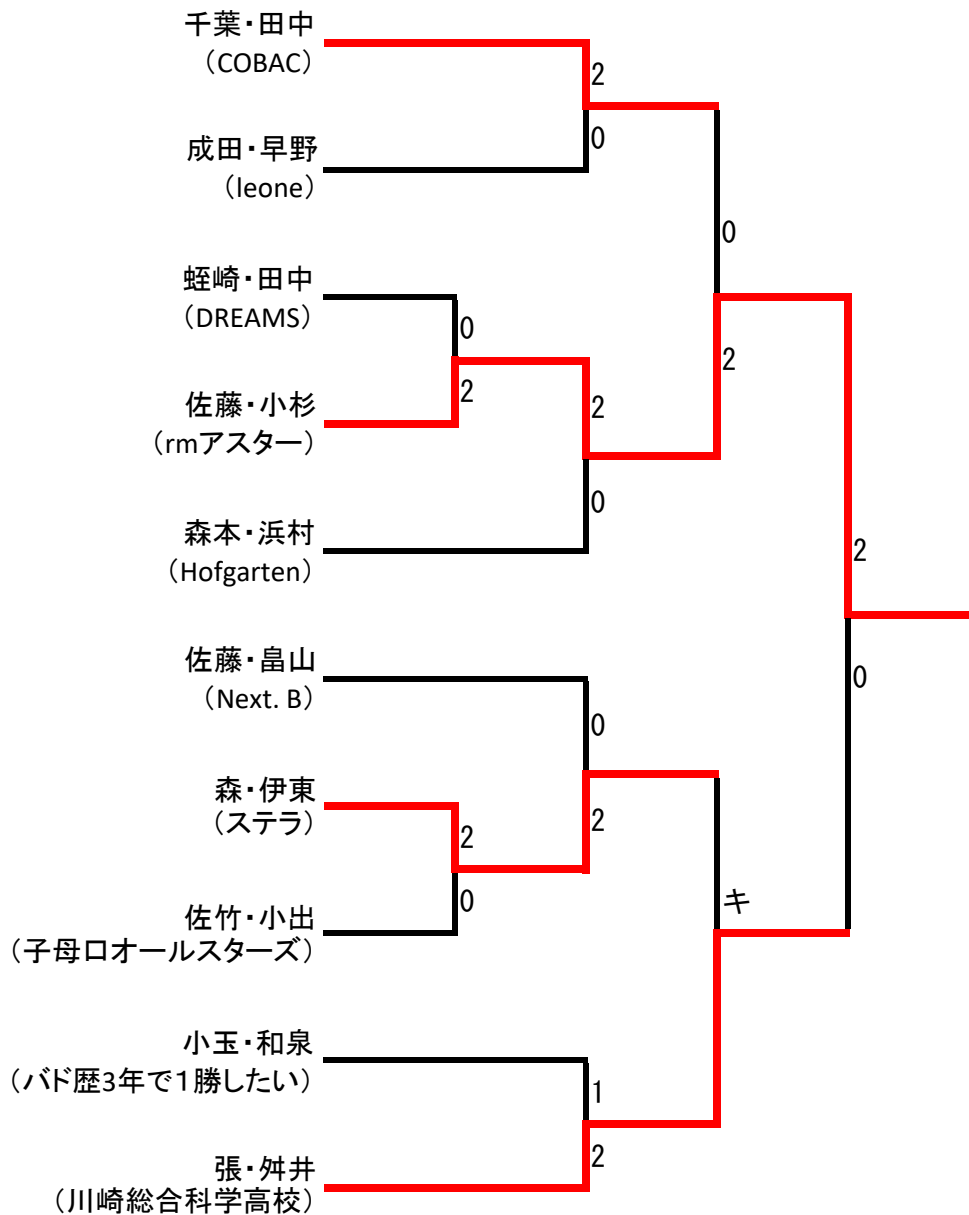 千葉・田中
（COBAC）
2
0
成田・早野
（leone）
0
蛭崎・田中
（DREAMS）
0
2
2
2
佐藤・小杉
（rmアスター）
0
森本・浜村
（Hofgarten）
2
佐藤・畠山
（Next. B）
0
0
森・伊東
（ステラ）
2
2
0
キ
佐竹・小出
（子母口オールスターズ）
小玉・和泉
（バド歴3年で１勝したい）
1
2
張・舛井
（川崎総合科学高校）